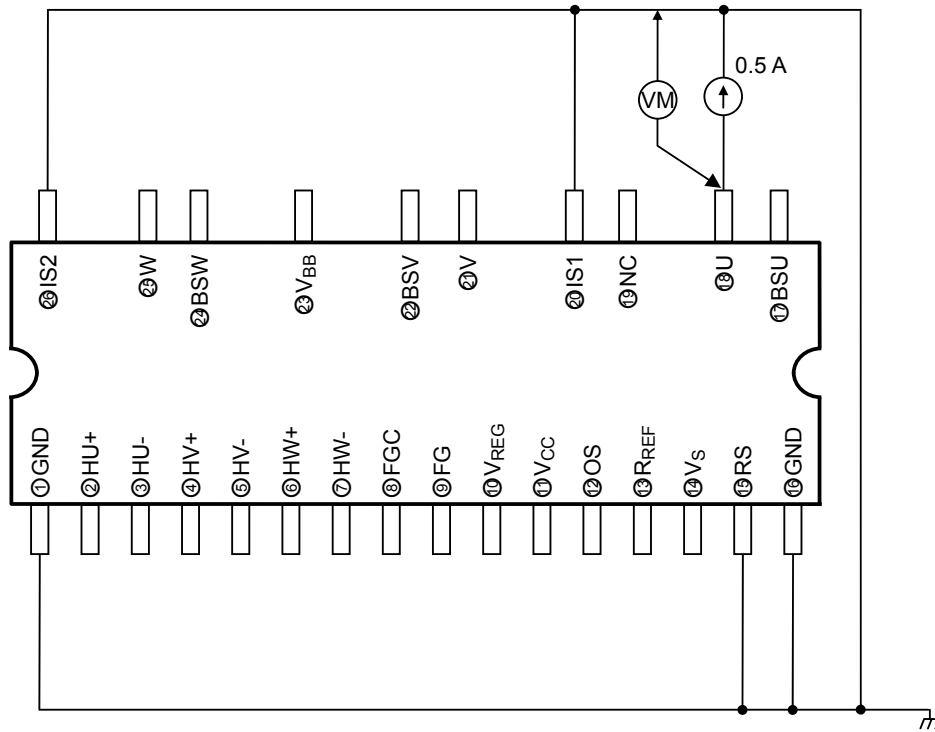 0.5 A
VM
㉖IS2
㉕W
㉔BSW
㉓VBB
㉒BSV
㉑V
⑳IS1
⑲NC
⑱U
⑰BSU
①GND
②HU+
③HU-
④HV+
⑤HV-
⑥HW+
⑦HW-
⑧FGC
⑨FG
⑩VREG
⑪VCC
⑫OS
⑬RREF
⑭VS
⑮RS
⑯GND